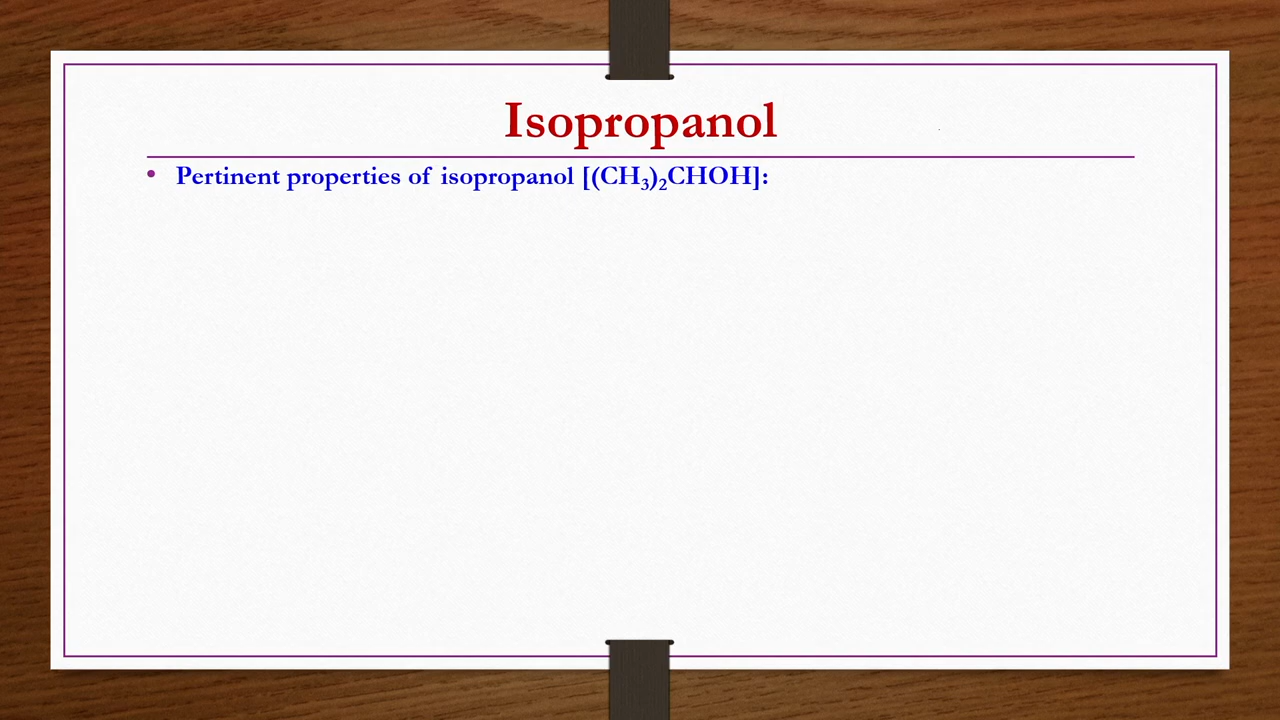 Isopropanol
• Pertinent properties of isopropanol [(CH₃)₂CHOH]: